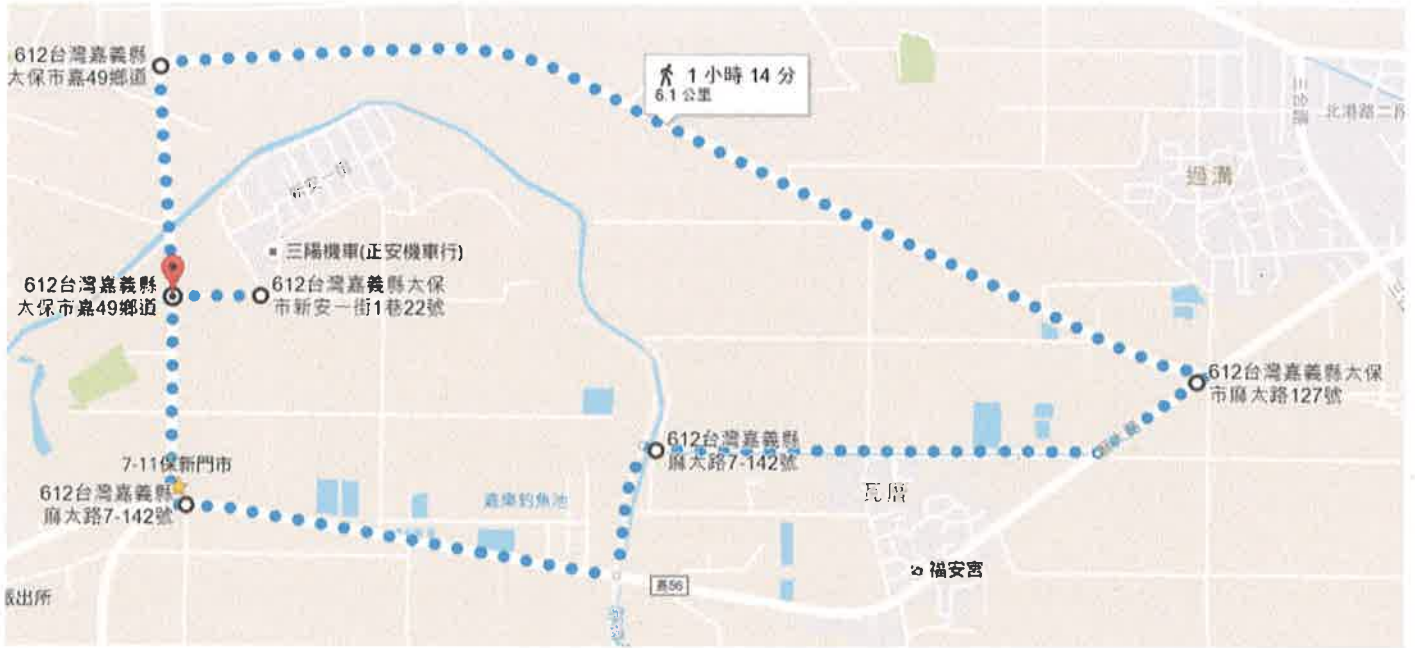 612台灣嘉義縣
太保市嘉49鄉道
1 小時 14 分
6.1 公里
北港路二段
過溝
新安一街
三陽機車(正安機車行)
612台灣嘉義縣
太保市嘉49鄉道
612台灣嘉義縣太保
市新安一街1巷22號
612台灣嘉義縣太保
市麻太路127號
612台灣嘉義縣
麻太路7-142號
7-11保新門市
612台灣嘉義縣
麻太路7-142號
嘉樂釣魚池
瓦厝
福安宮
嘉56
派出所